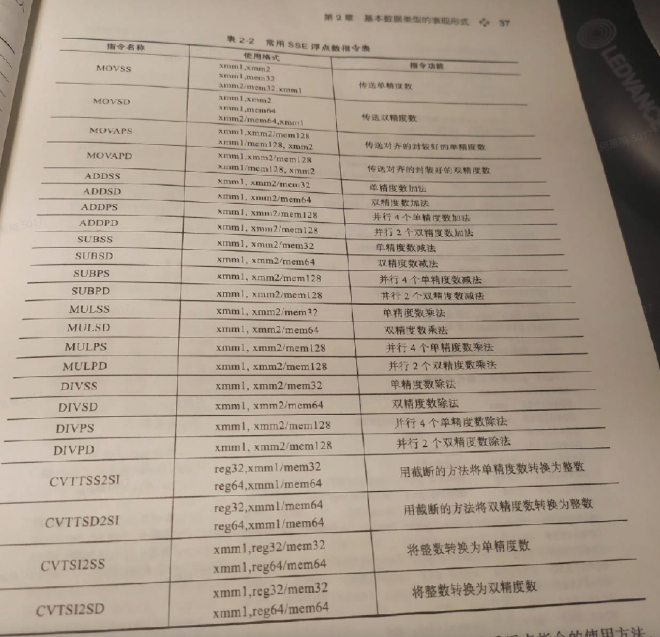 第2章 基本数据类型的表现形式 37
表 2-2 常用 SSE 浮点数指令表
指令名称 使用格式 指令功能
MOVSS xmm1,xmm2 传送单精度数
xmm1,mem32
xmm2/mem32,xmm1
MOVSD xmm1,xmm2 传送双精度数
xmm1,mem64
xmm2/mem64,xmm1
MOVAPS xmm1,xmm2/mem128 传送对齐的封装好的单精度数
xmm1/mem128, xmm2
MOVAPD xmm1,xmm2/mem128 传送对齐的封装好的双精度数
xmm1/mem128, xmm2
ADDSS xmm1, xmm2/mem32 单精度数加法
ADDSD xmm1, xmm2/mem64 双精度数加法
ADDPS xmm1, xmm2/mem128 并行 4 个单精度数加法
ADDPD xmm1, xmm2/mem128 并行 2 个双精度数加法
SUBSS xmm1, xmm2/mem32 单精度数减法
SUBSD xmm1, xmm2/mem64 双精度数减法
SUBPS xmm1, xmm2/mem128 并行 4 个单精度数减法
SUBPD xmm1, xmm2/mem128 并行 2 个双精度数减法
MULSS xmm1, xmm2/mem32 单精度数乘法
MULSD xmm1, xmm2/mem64 双精度数乘法
MULPS xmm1, xmm2/mem128 并行 4 个单精度数乘法
MULPD xmm1, xmm2/mem128 并行 2 个双精度数乘法
DIVSS xmm1, xmm2/mem32 单精度数除法
DIVSD xmm1, xmm2/mem64 双精度数除法
DIVPS xmm1, xmm2/mem128 并行 4 个单精度数除法
DIVPD xmm1, xmm2/mem128 并行 2 个双精度数除法
CVTTSS2SI reg32,xmm1/mem32 用截断的方法将单精度数转换为整数
reg64,xmm1/mem32
CVTTSD2SI reg32,xmm1/mem64 用截断的方法将双精度数转换为整数
reg64,xmm1/mem64
CVTSI2SS xmm1,reg32/mem32 将整数转换为单精度数
xmm1,reg64/mem64
CVTSI2SD xmm1,reg32/mem32 将整数转换为双精度数
xmm1,reg64/mem64
指令的使用方法
LEDVANCE